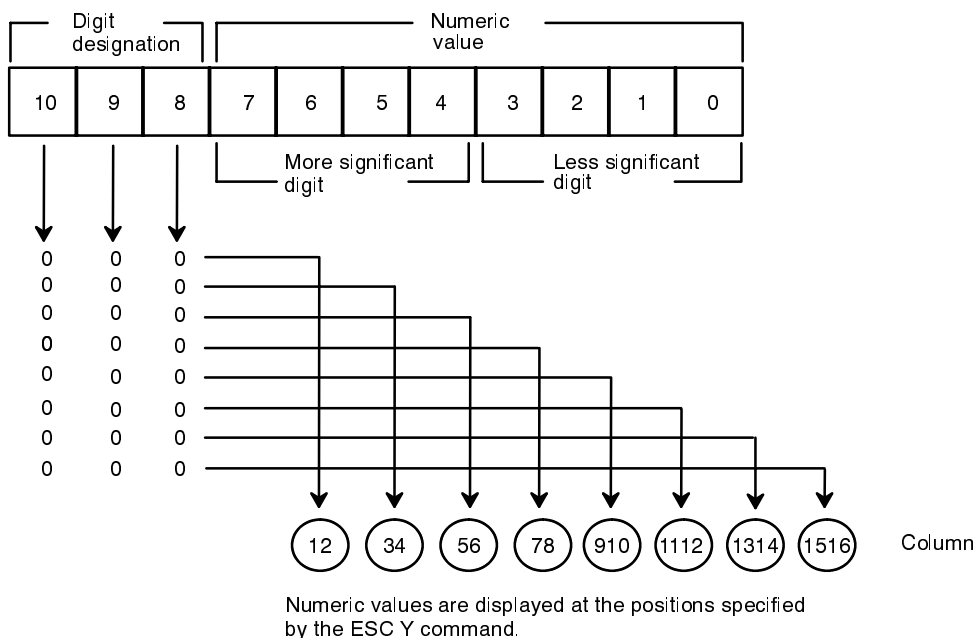 Digit
designation
Numeric
value
10 9 8 7 6 5 4 3 2 1 0
More significant
digit
Less significant
digit
0 0 0
0 0 0
0 0 0
0 0 0
0 0 0
0 0 0
0 0 0
0 0 0
12 34 56 78 910 1112 1314 1516 Column
Numeric values are displayed at the positions specified
by the ESC Y command.